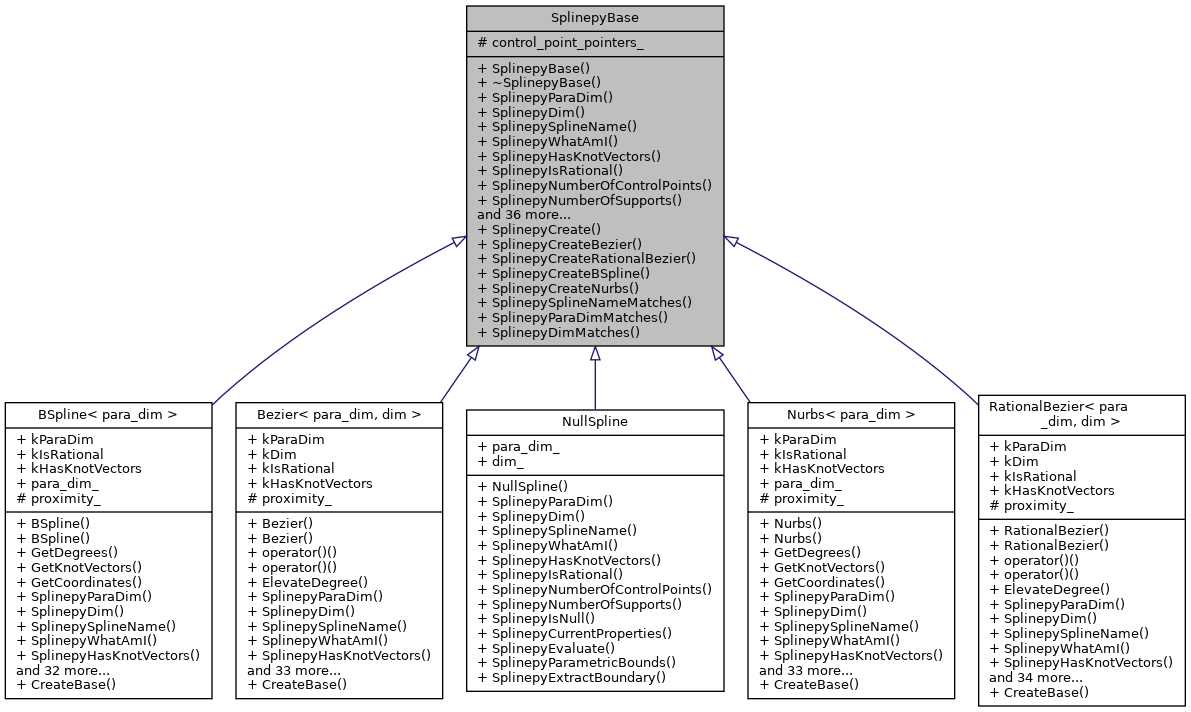 SplinepyBase
# control_point_pointers_
+ SplinepyBase()
+ ~SplinepyBase()
+ SplinepyParaDim()
+ SplinepyDim()
+ SplinepySplineName()
+ SplinepyWhatAmI()
+ SplinepyHasKnotVectors()
+ SplinepyIsRational()
+ SplinepyNumberOfControlPoints()
+ SplinepyNumberOfSupports()
and 36 more...
+ SplinepyCreate()
+ SplinepyCreateBezier()
+ SplinepyCreateRationalBezier()
+ SplinepyCreateBSpline()
+ SplinepyCreateNurbs()
+ SplinepySplineNameMatches()
+ SplinepyParaDimMatches()
+ SplinepyDimMatches()
BSpline< para_dim >
+ kParaDim
+ kIsRational
+ kHasKnotVectors
+ para_dim_
# proximity_
+ BSpline()
+ BSpline()
+ GetDegrees()
+ GetKnotVectors()
+ GetCoordinates()
+ SplinepyParaDim()
+ SplinepyDim()
+ SplinepySplineName()
+ SplinepyWhatAmI()
+ SplinepyHasKnotVectors()
and 32 more...
+ CreateBase()
Bezier< para_dim, dim >
+ kParaDim
+ kDim
+ kIsRational
+ kHasKnotVectors
# proximity_
+ Bezier()
+ Bezier()
+ operator()()
+ operator()()
+ ElevateDegree()
+ SplinepyParaDim()
+ SplinepyDim()
+ SplinepySplineName()
+ SplinepyWhatAmI()
+ SplinepyHasKnotVectors()
and 33 more...
+ CreateBase()
NullSpline
+ para_dim_
+ dim_
+ NullSpline()
+ SplinepyParaDim()
+ SplinepyDim()
+ SplinepySplineName()
+ SplinepyWhatAmI()
+ SplinepyHasKnotVectors()
+ SplinepyIsRational()
+ SplinepyNumberOfControlPoints()
+ SplinepyNumberOfSupports()
+ SplinepyIsNull()
+ SplinepyCurrentProperties()
+ SplinepyEvaluate()
+ SplinepyParametricBounds()
+ SplinepyExtractBoundary()
Nurbs< para_dim >
+ kParaDim
+ kIsRational
+ kHasKnotVectors
+ para_dim_
# proximity_
+ Nurbs()
+ Nurbs()
+ GetDegrees()
+ GetKnotVectors()
+ GetCoordinates()
+ SplinepyParaDim()
+ SplinepyDim()
+ SplinepySplineName()
+ SplinepyWhatAmI()
+ SplinepyHasKnotVectors()
and 33 more...
+ CreateBase()
RationalBezier< para
_dim, dim >
+ kParaDim
+ kDim
+ kIsRational
+ kHasKnotVectors
# proximity_
+ RationalBezier()
+ RationalBezier()
+ operator()()
+ operator()()
+ ElevateDegree()
+ SplinepyParaDim()
+ SplinepyDim()
+ SplinepySplineName()
+ SplinepyWhatAmI()
+ SplinepyHasKnotVectors()
and 34 more...
+ CreateBase()